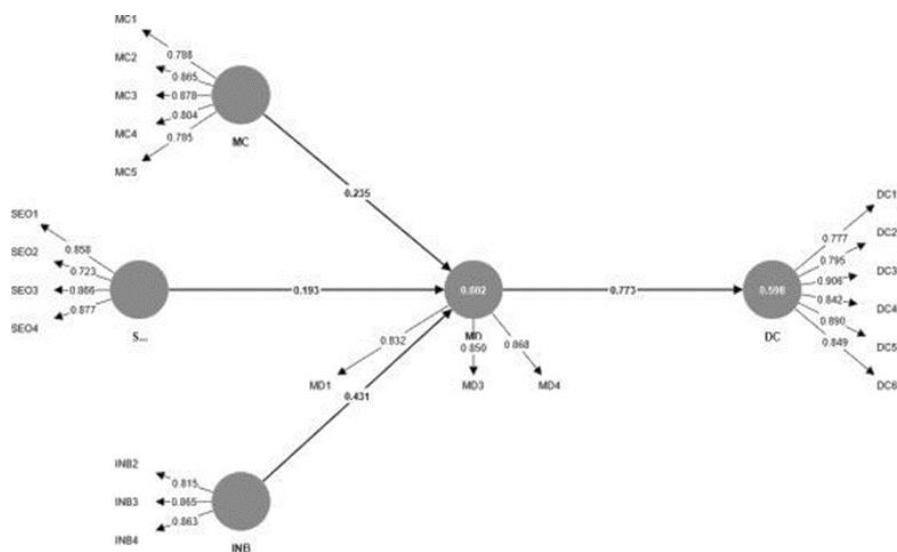 MC1
MC2
MC3
MC4
MC5
0.788
0.865
0.878
0.804
0.785
MC
0.235
SEO1
SEO2
SEO3
SEO4
0.858
0.723
0.866
0.877
S...
0.193
0.602
MD
0.773
0.832
0.850
0.868
MD1
MD3
MD4
0.431
DC1
DC2
DC3
DC4
DC5
DC6
0.777
0.795
0.906
0.842
0.890
0.849
0.598
DC
INB2
INB3
INB4
0.815
0.865
0.863
INB